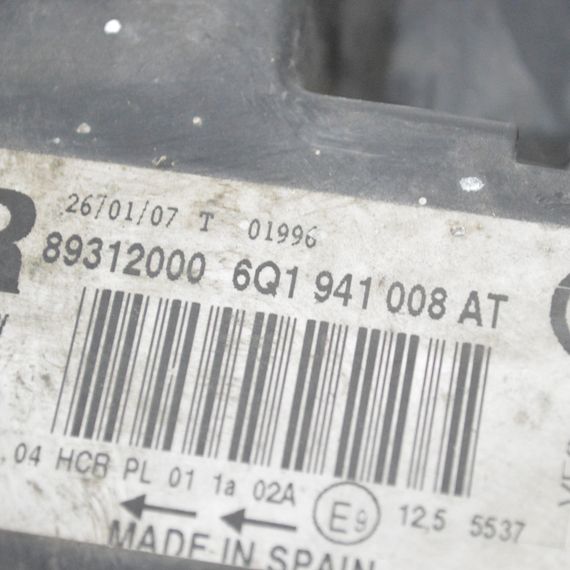 R
26/01/07 T 01996
89312000 6Q1 941 008 AT
04 HCR PL 01 1a 02A
E9 12,5 5537
MADE IN SPAIN